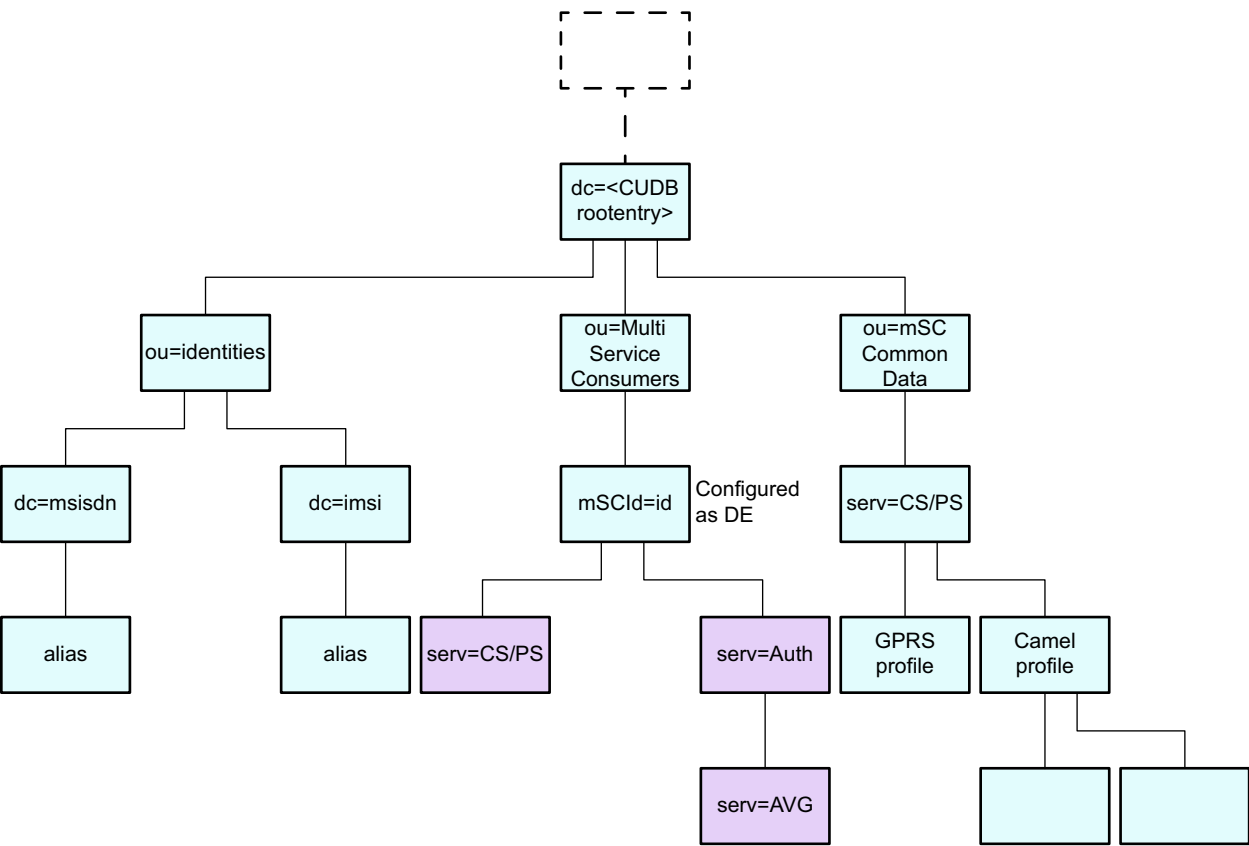 dc=<CUDB
rootentry>
ou=identities
ou=Multi
Service
Consumers
ou=mSC
Common
Data
dc=msisdn
dc=imsi
mSCId=id
Configured
as DE
serv=CS/PS
alias
alias
serv=CS/PS
serv=Auth
GPRS
profile
Camel
profile
serv=AVG